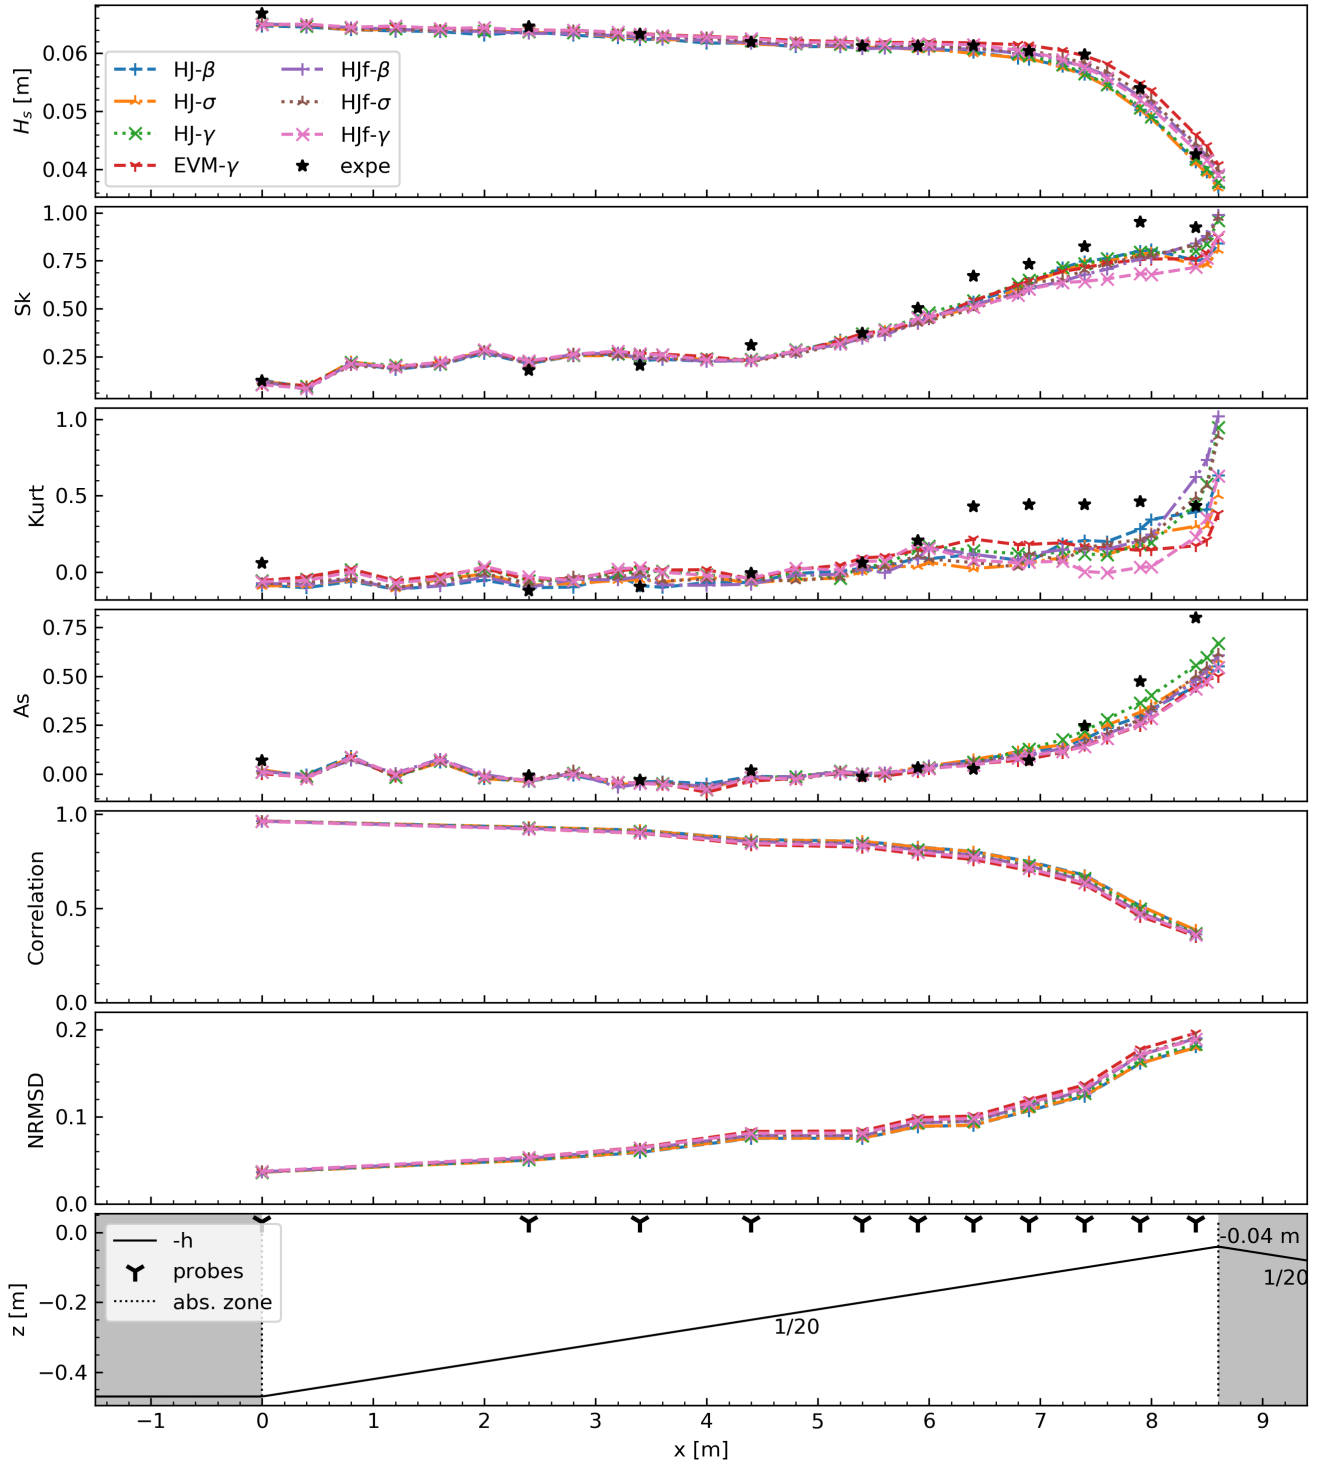 0.06
0.05
0.04
H_s [m]
HJ-β
HJ-σ
HJ-γ
EVM-γ
HJf-β
HJf-σ
HJf-γ
expe
1.00
0.75
0.50
0.25
Sk
1.0
0.5
0.0
Kurt
0.75
0.50
0.25
0.00
As
1.0
0.5
0.0
Correlation
0.2
0.1
0.0
NRMSD
0.0
−0.2
−0.4
z [m]
-h
probes
abs. zone
1/20
-0.04 m
1/20
−1 0 1 2 3 4 5 6 7 8 9
x [m]